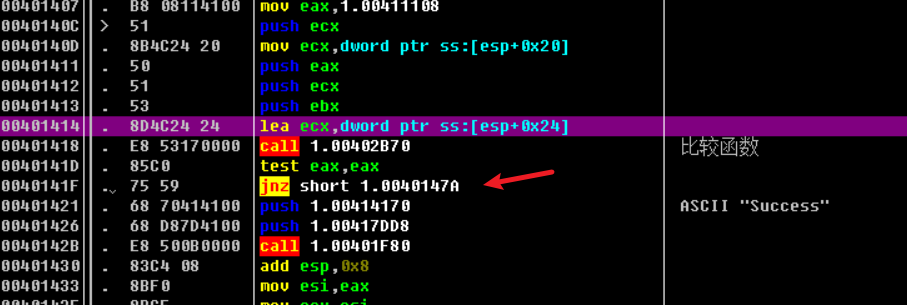 00401407 . B8 08114100 mov eax,1.00411108
0040140C > 51 push ecx
0040140D . 8B4C24 20 mov ecx,dword ptr ss:[esp+0x20]
00401411 . 50 push eax
00401412 . 51 push ecx
00401413 . 53 push ebx
00401414 . 8D4C24 24 lea ecx,dword ptr ss:[esp+0x24]
00401418 . E8 53170000 call 1.00402B70 比较函数
0040141D . 85C0 test eax,eax
0040141F . 75 59 jnz short 1.0040147A
00401421 . 68 70414100 push 1.00414170 ASCII "Success"
00401426 . 68 D87D4100 push 1.00417DD8
0040142B . E8 500B0000 call 1.00401F80
00401430 . 83C4 08 add esp,0x8
00401433 . 8BF0 mov esi,eax